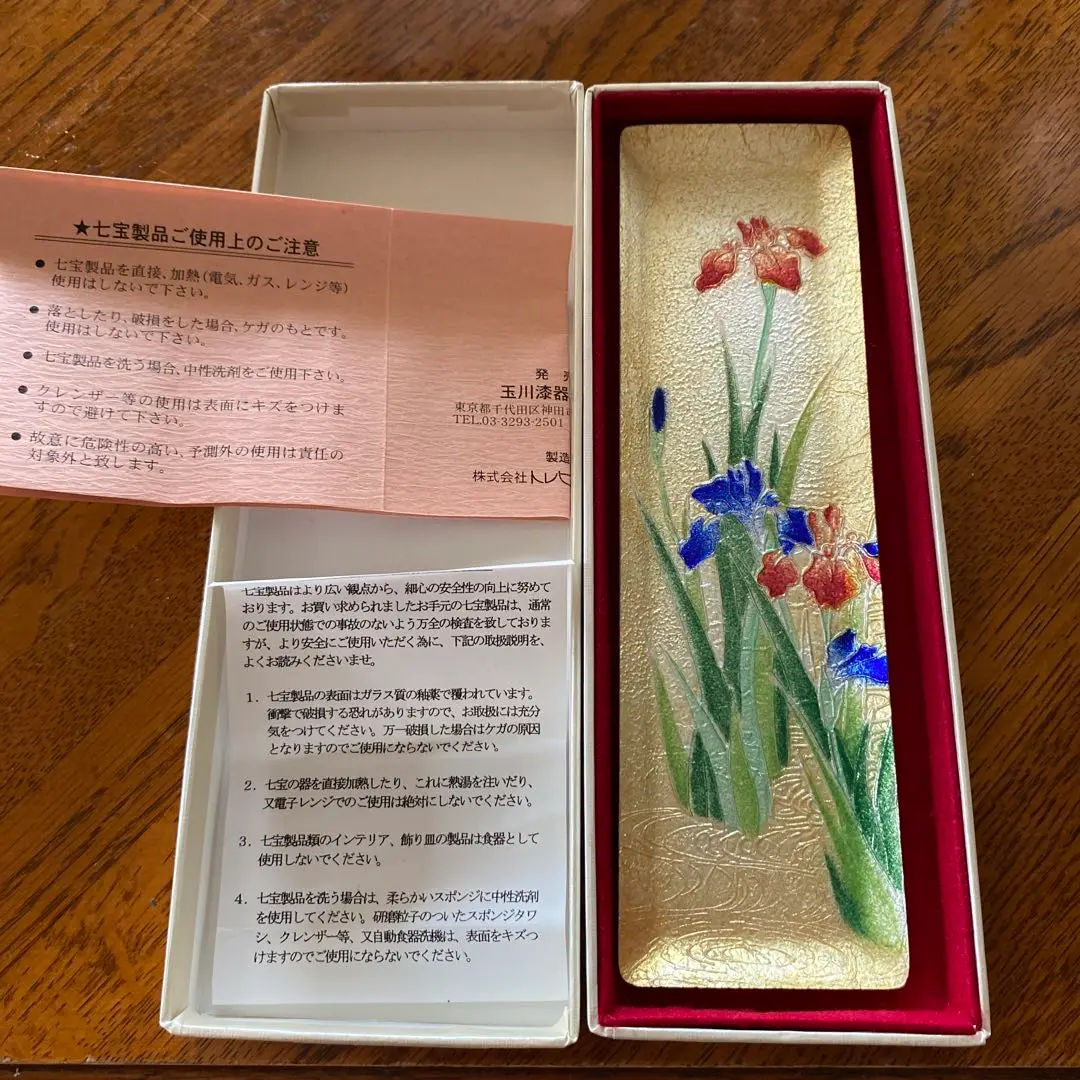 ★七宝製品ご使用上のご注意
● 七宝製品を直接、加熱(電気、ガス、レンジ等)
使用はしないで下さい。
● 落としたり、破損をした場合、ケガのもとです。
使用はしないで下さい。
● 七宝製品を洗う場合、中性洗剤をご使用下さい。
● クレンザー等の使用は表面にキズをつけま
すので避けて下さい。
● 故意に危険性の高い、予測外の使用は責任の
対象外と致します。
発
玉川漆器
東京都千代田区神田
TEL.03-3293-2501
製造
株式会社トレ
七宝製品はより広い観点から、細心の安全性の向上に努めて
おります。お買い求められましたお手元の七宝製品は、通常
のご使用状態での事故のないよう万全の検査を致しておりま
すが、より安全にご使用いただく為に、下記の取扱説明を、
よくお読みくださいませ。
1. 七宝製品の表面はガラス質の釉薬で覆われています。
衝撃で破損する恐れがありますので、お取扱には充分
気をつけてください。万一破損した場合はケガの原因
となりますのでご使用にならないでください。
2. 七宝の器を直接加熱したり、これに熱湯を注いだり、
又電子レンジでのご使用は絶対にしないでください。
3. 七宝製品類のインテリア、飾り皿の製品は食器として
使用しないでください。
4. 七宝製品を洗う場合は、柔らかいスポンジに中性洗剤
を使用してください。研磨粒子のついたスポンジタワ
シ、クレンザー等、又自動食器洗機は、表面をキズつ
けますのでご使用にならないでください。